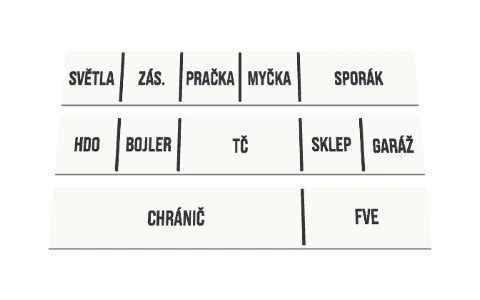 SVĚTLA ZÁS. PRAČKA MYČKA SPORÁK
HDO BOJLER TČ SKLEP GARÁŽ
CHRÁNIČ FVE